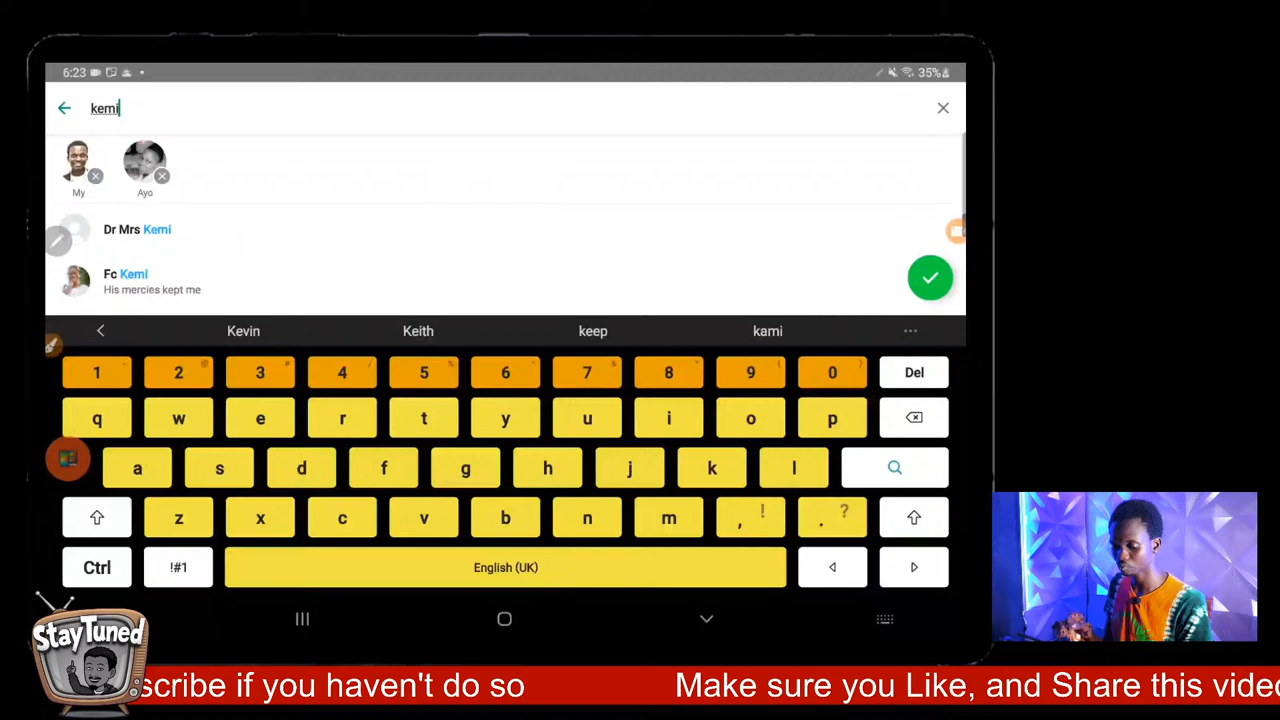 6:23
35%
kemi
My
Ayo
Dr Mrs Kemi
Fc Kemi
His mercies kept me
Kevin Keith keep kami
1 2 3 4 5 6 7 8 9 0 Del
q w e r t y u i o p
a s d f g h j k l
z x c v b n m , ! . ?
Ctrl !#1 English (UK)
StayTuned
scribe if you haven't do so Make sure you Like, and Share this video